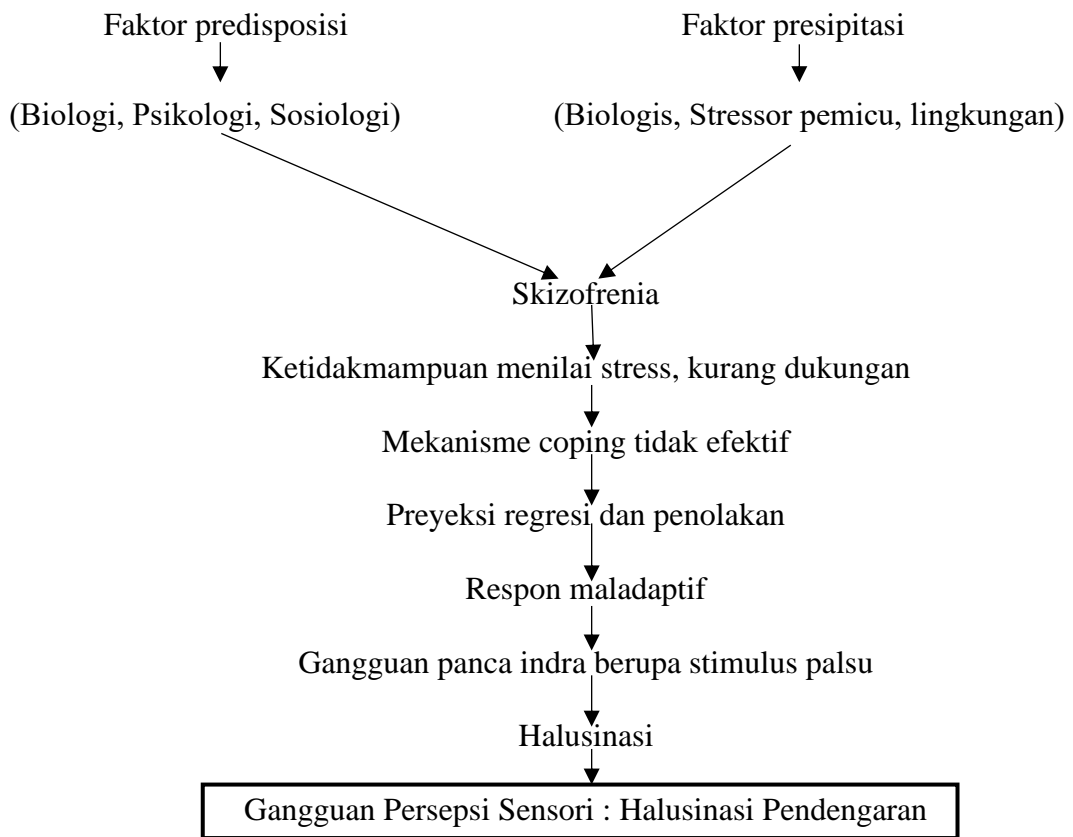 Faktor predisposisi
Faktor presipitasi
(Biologi, Psikologi, Sosiologi)
(Biologis, Stressor pemicu, lingkungan)
Skizofrenia
Ketidakmampuan menilai stress, kurang dukungan
Mekanisme coping tidak efektif
Preyeksi regresi dan penolakan
Respon maladaptif
Gangguan panca indra berupa stimulus palsu
Halusinasi
Gangguan Persepsi Sensori : Halusinasi Pendengaran